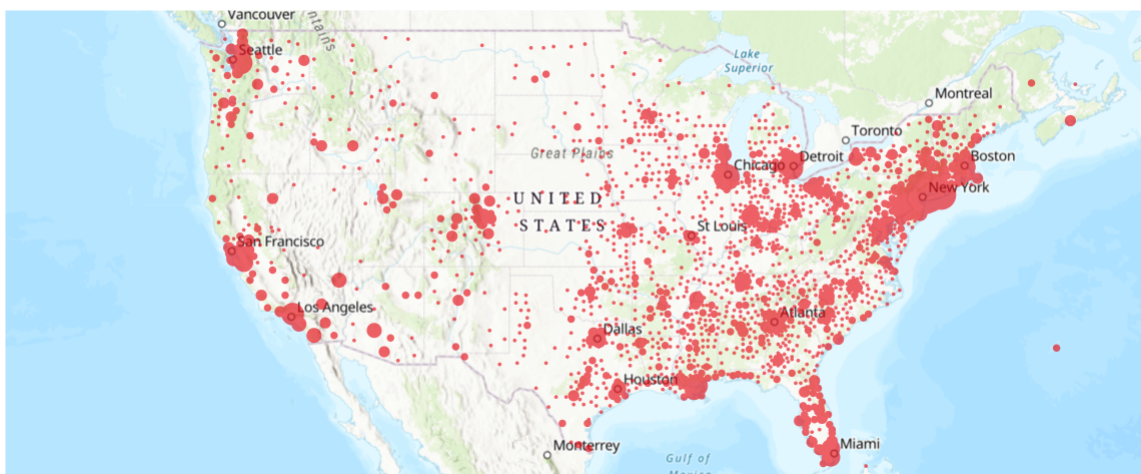 Vancouver
ntains
Seattle
Lake
Superior
Montreal
Toronto
Great Plains
Chicago
Detroit
Boston
New York
UNITED
STATES
St Louis
San Francisco
Los Angeles
Atlanta
Dallas
Houston
Monterrey
Miami
Gulf of